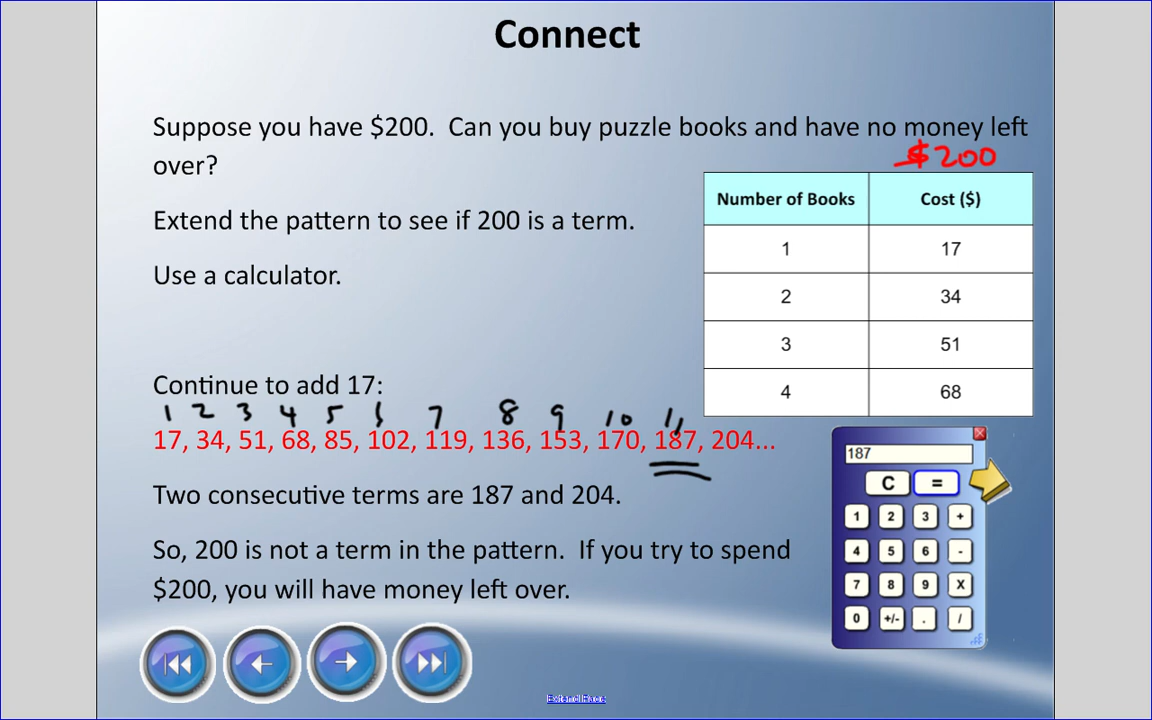 Connect
Suppose you have $200. Can you buy puzzle books and have no money left
over?
$200
Extend the pattern to see if 200 is a term.
Use a calculator.
Number of Books Cost ($)
1 17
2 34
3 51
4 68
Continue to add 17:
1 2 3 4 5 6 7 8 9 10 11
17, 34, 51, 68, 85, 102, 119, 136, 153, 170, 187, 204...
Two consecutive terms are 187 and 204.
So, 200 is not a term in the pattern. If you try to spend
$200, you will have money left over.
187
C =
1 2 3 +
4 5 6 -
7 8 9 X
0 +/- . /
Extend Page